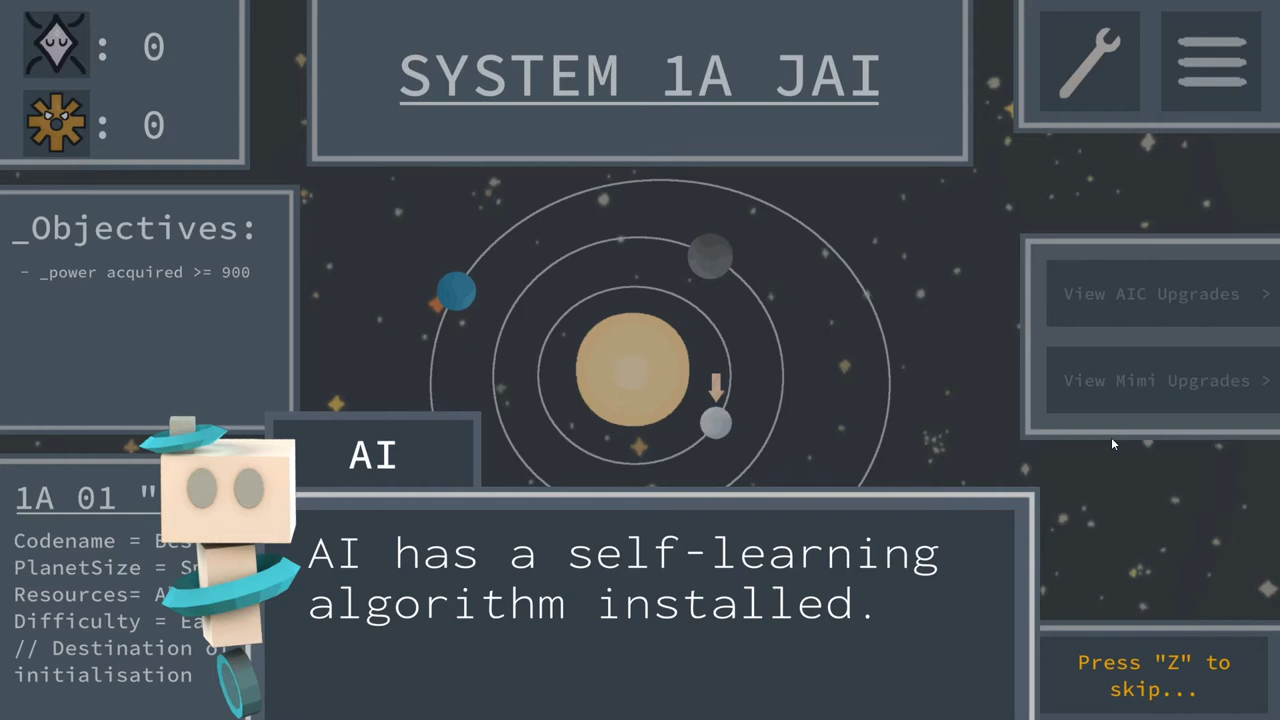 : 0
: 0
SYSTEM 1A JAI
_Objectives:
- _power acquired >= 900
View AIC Upgrades >
View Mimi Upgrades >
1A 01 "
Codename =
PlanetSize =
Resources=
Difficulty =
// Destination
initialisation
AI
AI has a self-learning
algorithm installed.
Press "Z" to
skip...